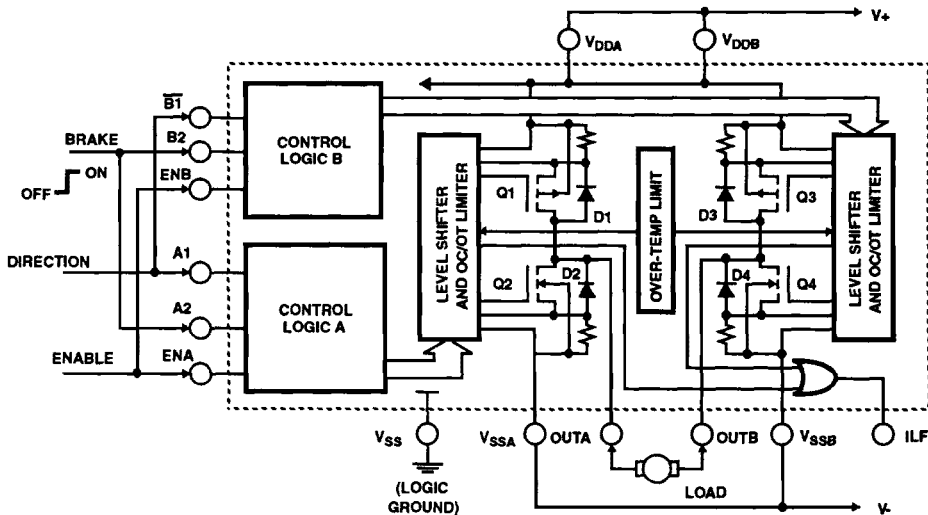 V+
VDDA
VDDB
B1
CONTROL
LOGIC B
BRAKE
B2
ON
OFF
ENB
LEVEL SHIFTER
AND OC/OT LIMITER
Q1
D1
OVER-TEMP LIMIT
D3
Q3
LEVEL SHIFTER
AND OC/OT LIMITER
DIRECTION
A1
CONTROL
LOGIC A
Q2
D2
D4
Q4
A2
ENABLE
ENA
VSS
VSSA
OUTA
OUTB
VSSB
ILF
(LOGIC
GROUND)
LOAD
V-